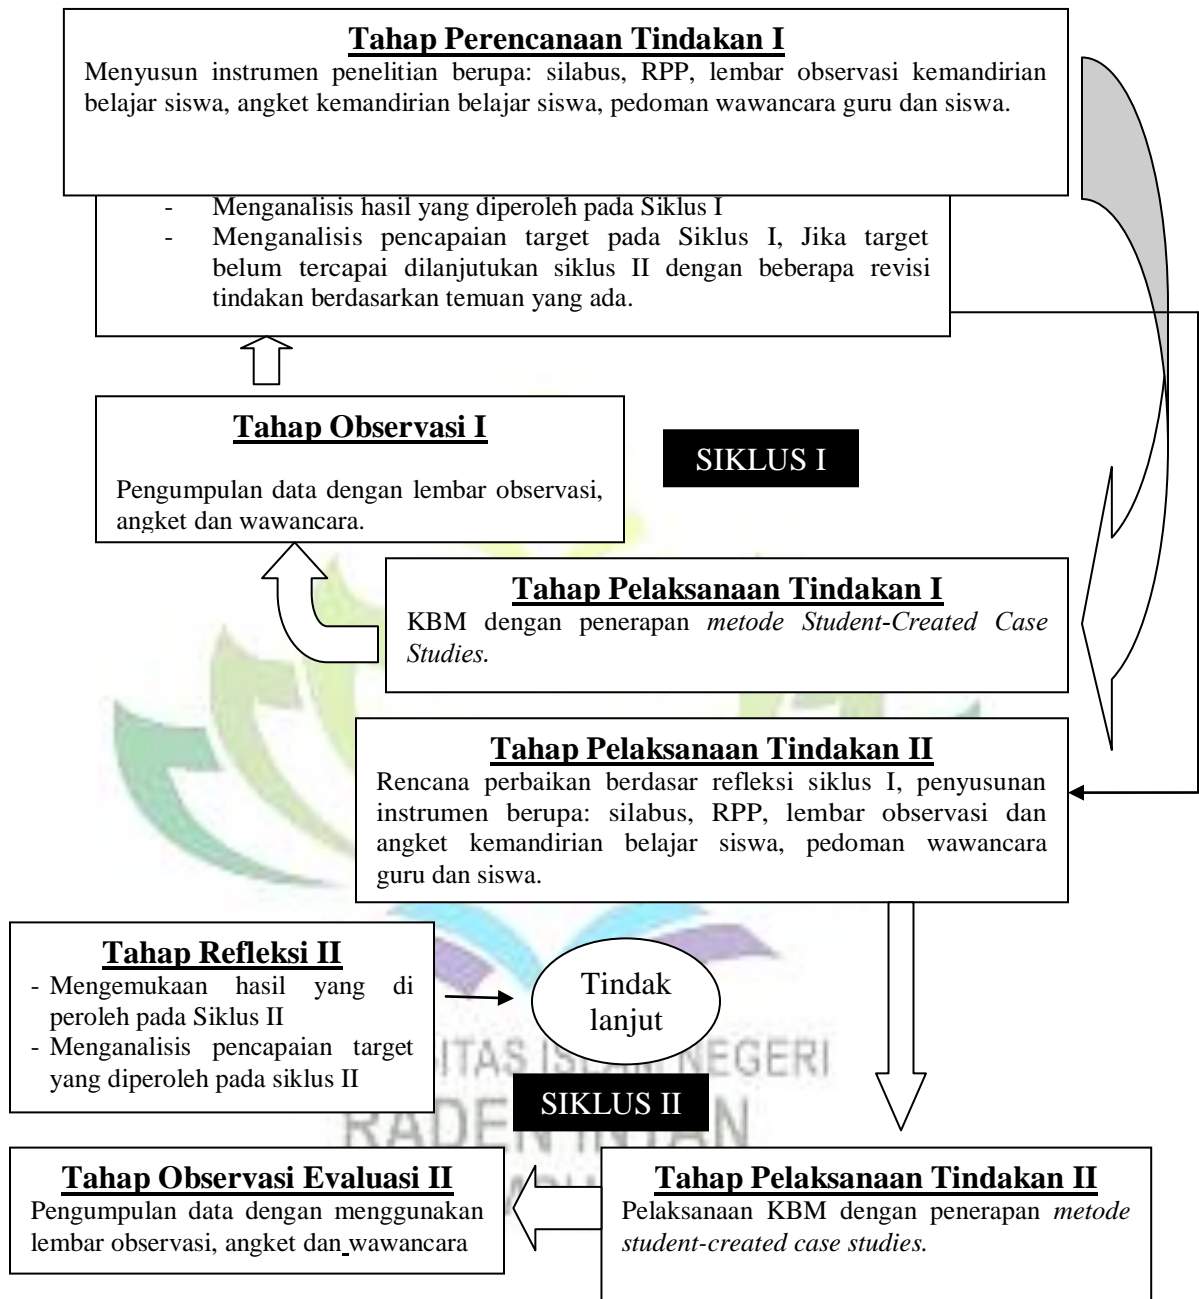 Tahap Perencanaan Tindakan I
Menyusun instrumen penelitian berupa: silabus, RPP, lembar observasi kemandirian
belajar siswa, angket kemandirian belajar siswa, pedoman wawancara guru dan siswa.
- Menganalisis hasil yang diperoleh pada Siklus I
- Menganalisis pencapaian target pada Siklus I, Jika target
belum tercapai dilanjutukan siklus II dengan beberapa revisi
tindakan berdasarkan temuan yang ada.
Tahap Observasi I
Pengumpulan data dengan lembar observasi,
angket dan wawancara.
SIKLUS I
Tahap Pelaksanaan Tindakan I
KBM dengan penerapan metode Student-Created Case
Studies.
Tahap Pelaksanaan Tindakan II
Rencana perbaikan berdasar refleksi siklus I, penyusunan
instrumen berupa: silabus, RPP, lembar observasi dan
angket kemandirian belajar siswa, pedoman wawancara
guru dan siswa.
Tahap Refleksi II
- Mengemukaan hasil yang di
peroleh pada Siklus II
- Menganalisis pencapaian target
yang diperoleh pada siklus II
Tindak
lanjut
NEGERI
RADEN INTAN
SIKLUS II
Tahap Observasi Evaluasi II
Pengumpulan data dengan menggunakan
lembar observasi, angket dan wawancara
Tahap Pelaksanaan Tindakan II
Pelaksanaan KBM dengan penerapan metode
student-created case studies.